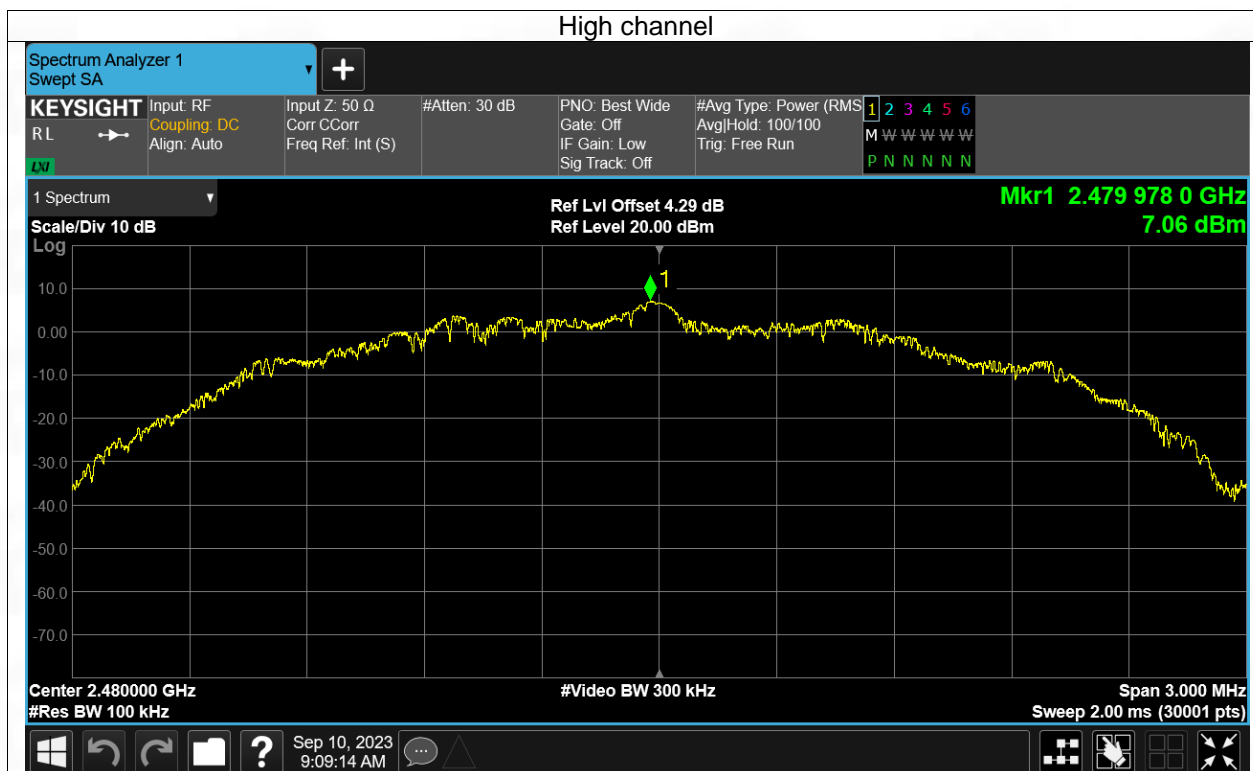 High channel
Spectrum Analyzer 1
Swept SA
KEYSIGHT
RL
LXI
Input: RF
Coupling: DC
Align: Auto
Input Z: 50 Ω
Corr CCorr
Freq Ref: Int (S)
#Atten: 30 dB
PNO: Best Wide
Gate: Off
IF Gain: Low
Sig Track: Off
#Avg Type: Power (RMS
Avg|Hold: 100/100
Trig: Free Run
1 2 3 4 5 6
M W W W W W
P N N N N N
1 Spectrum
Scale/Div 10 dB
Ref Lvl Offset 4.29 dB
Ref Level 20.00 dBm
Mkr1 2.479 978 0 GHz
7.06 dBm
Log
1
10.0
0.00
-10.0
-20.0
-30.0
-40.0
-50.0
-60.0
-70.0
Center 2.480000 GHz
#Res BW 100 kHz
#Video BW 300 kHz
Span 3.000 MHz
Sweep 2.00 ms (30001 pts)
?
Sep 10, 2023
9:09:14 AM